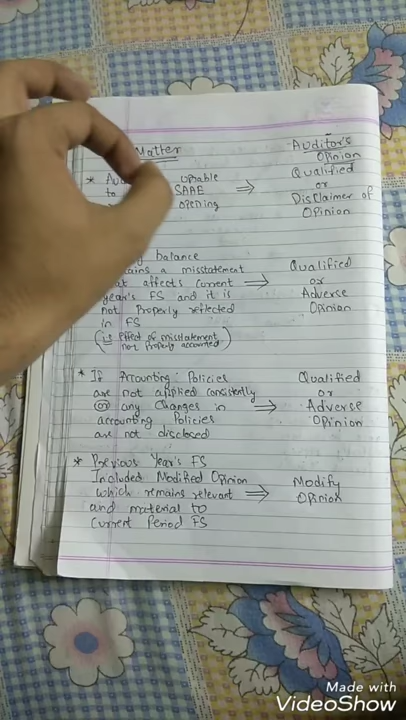 Matter
Auditor's
Opinion
* unable
to SAAE ⇒ Qualified
or
opening Disclaimer of
Opinion
balance
a misstatement Qualified
affects current ⇒ or
year's FS and it is Adverse
not Properly reflected Opinion
in FS
(is effect of misstatement
not Properly accounted)
* If Accounting Policies Qualified
are not applied consistently or
(or) any changes in ⇒ Adverse
accounting Policies Opinion
are not disclosed
* Previous Year's FS
Included Modified Opinion Modify
which remains relevant ⇒ Opinion
and material to
current Period FS
Made with
VideoShow